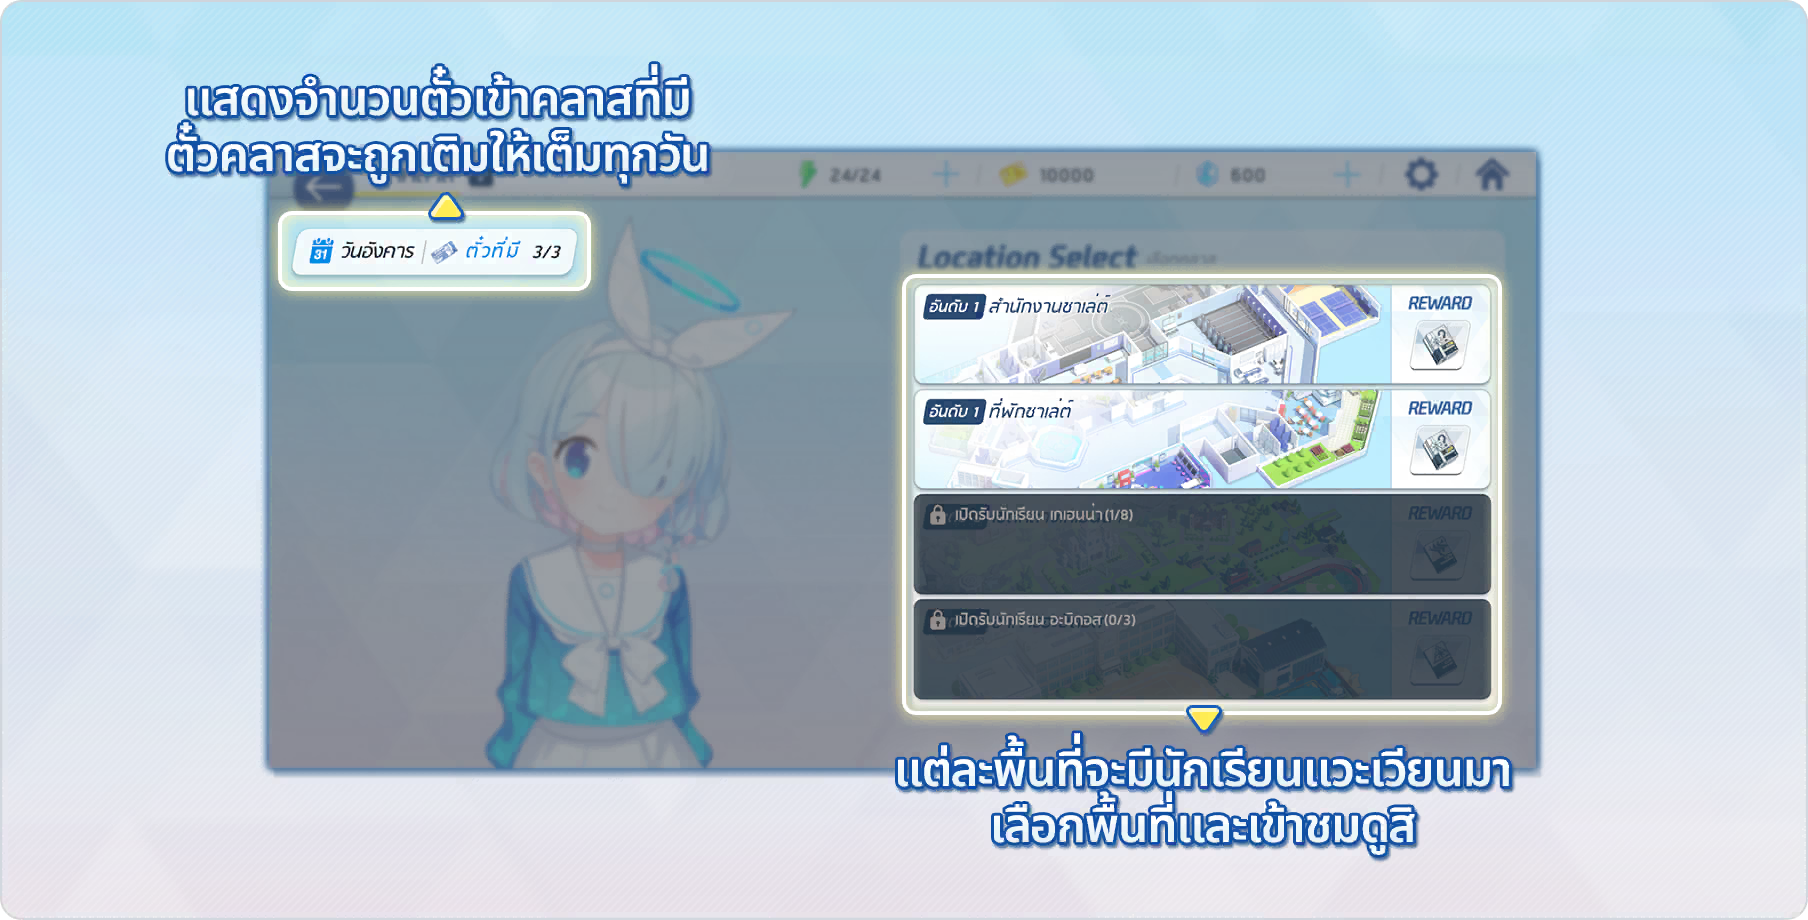 แสดงจำนวนตั๋วเข้าคลาสที่มี
ตั๋วคลาสจะถูกเติมให้เต็มทุกวัน
24/24
10000
600
31 วันอังคาร ตั๋วที่มี 3/3
Location Select เลือกคลาส
อันดับ 1 สำนักงานชาเล่ต์ REWARD
อันดับ 1 ที่พักชาเล่ต์ REWARD
เปิดรับนักเรียน เกเฮนน่า (1/8) REWARD
เปิดรับนักเรียน อะบิดอส (0/3) REWARD
แต่ละพื้นที่จะมีนักเรียนแวะเวียนมา
เลือกพื้นที่และเข้าชมดูสิ